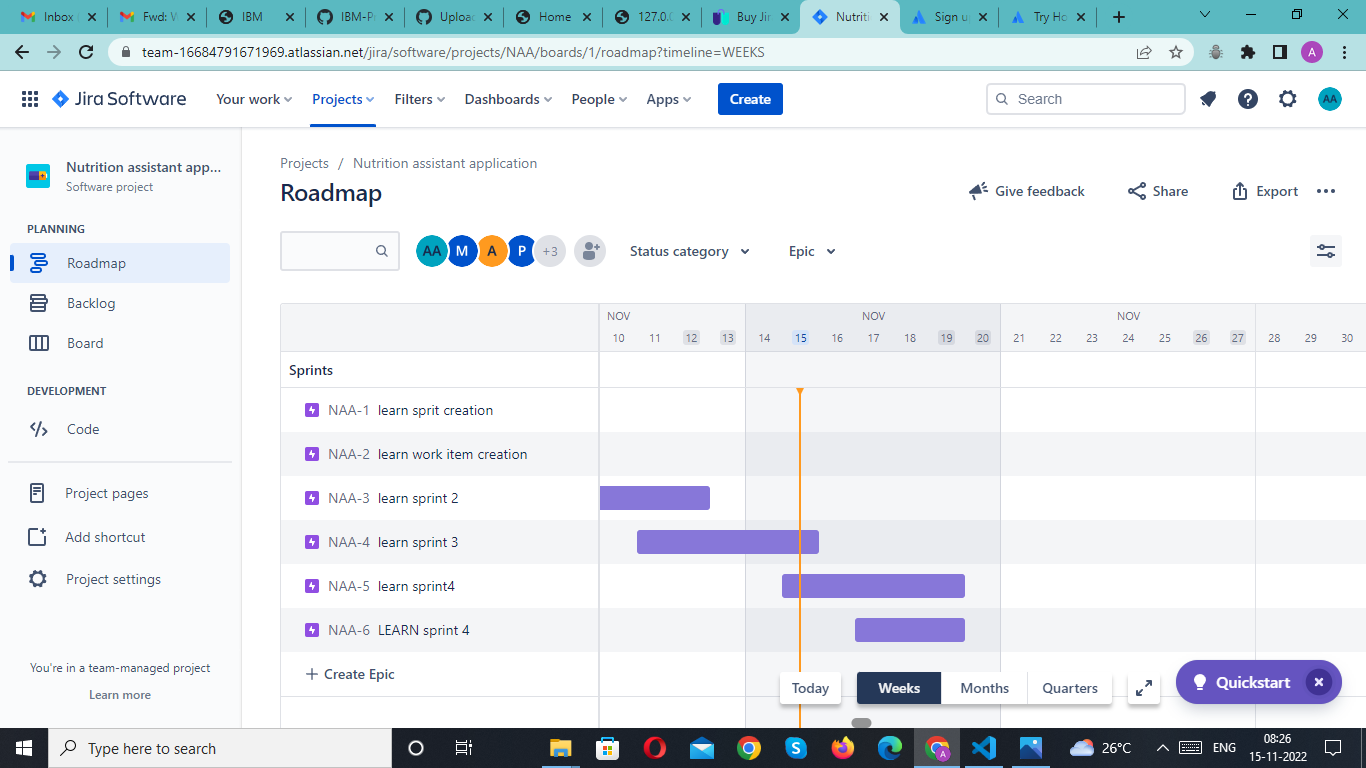 Inbox
Fwd:
IBM
IBM-P
Uploa
Home
127.0.
Buy Jir
Nutriti
Sign u
Try Ho
team-16684791671969.atlassian.net/jira/software/projects/NAA/boards/1/roadmap?timeline=WEEKS
A
Jira Software Your work Projects Filters Dashboards People Apps Create Search AA
Nutrition assistant app...
Software project
PLANNING
Roadmap
Backlog
Board
DEVELOPMENT
Code
Project pages
Add shortcut
Project settings
You're in a team-managed project
Learn more
Projects / Nutrition assistant application
Roadmap
Give feedback Share Export
AA M A P +3 Status category Epic
NOV NOV NOV
10 11 12 13 14 15 16 17 18 19 20 21 22 23 24 25 26 27 28 29 30
Sprints
NAA-1 learn sprit creation
NAA-2 learn work item creation
NAA-3 learn sprint 2
NAA-4 learn sprint 3
NAA-5 learn sprint4
NAA-6 LEARN sprint 4
+ Create Epic
Today Weeks Months Quarters
Quickstart
Type here to search
26°C
ENG
08:26
15-11-2022